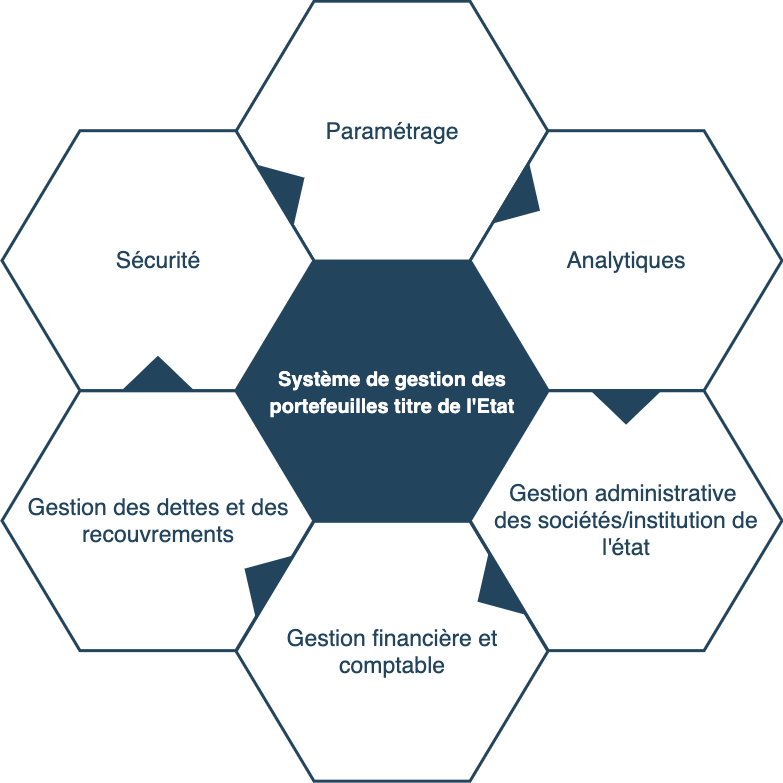 Paramétrage
Sécurité
Analytiques
Système de gestion des
portefeuilles titre de l'Etat
Gestion des dettes et des
recouvrements
Gestion administrative
des sociétés/institution de
l'état
Gestion financière et
comptable